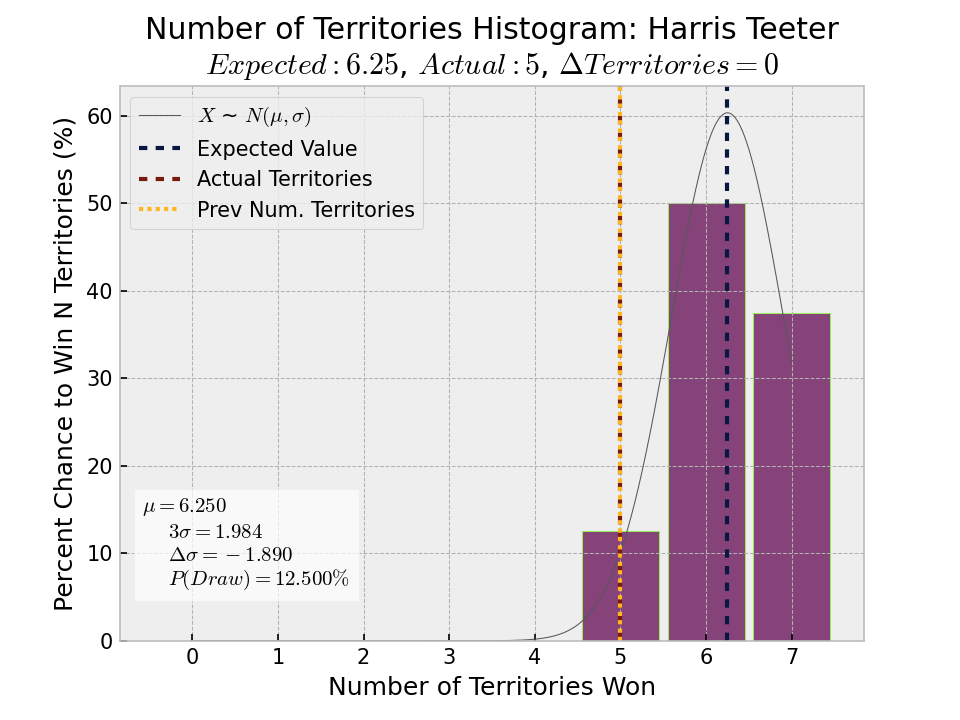 Number of Territories Histogram: Harris Teeter
Expected : 6.25, Actual : 5, ΔTerritories = 0
Percent Chance to Win N Territories (%)
60
50
40
30
20
10
0
X ~ N(μ, σ)
Expected Value
Actual Territories
Prev Num. Territories
μ = 6.250
3σ = 1.984
Δσ = −1.890
P(Draw) = 12.500%
0 1 2 3 4 5 6 7
Number of Territories Won